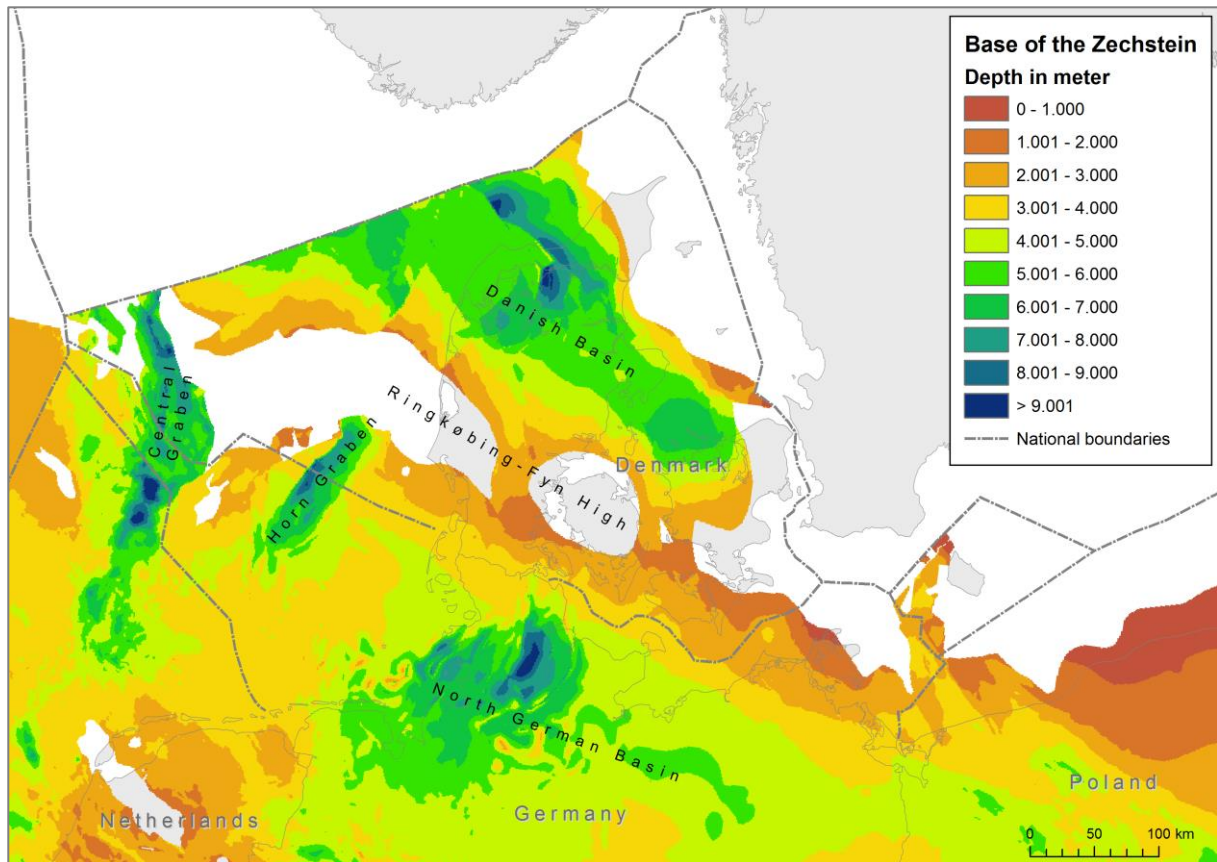 Base of the Zechstein
Depth in meter
0 - 1.000
1.001 - 2.000
2.001 - 3.000
3.001 - 4.000
4.001 - 5.000
5.001 - 6.000
6.001 - 7.000
7.001 - 8.000
8.001 - 9.000
> 9.001
National boundaries
Danish Basin
Central
Graben
Ringkøbing-Fyn High
Horn Graben
Denmark
North German Basin
Poland
Netherlands
Germany
0 50 100 km